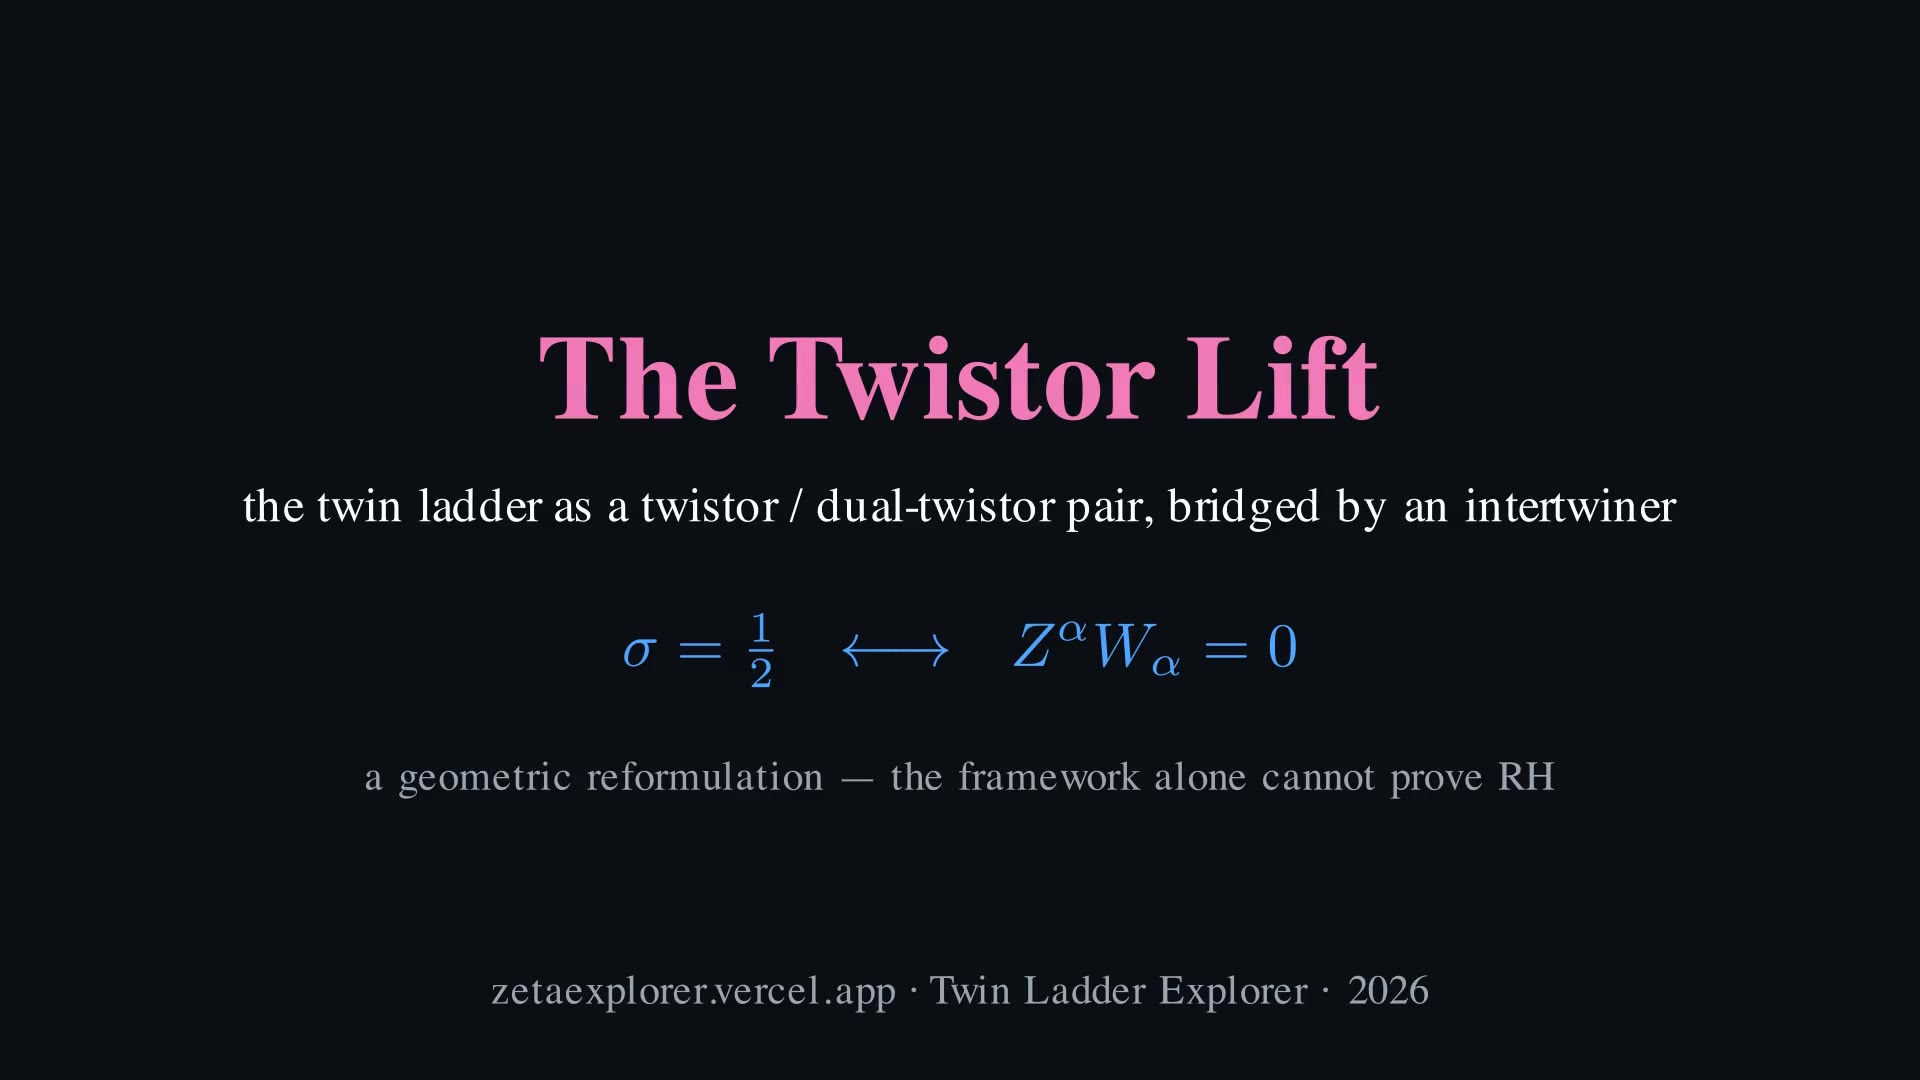 The Twistor Lift
the twin ladder as a twistor / dual-twistor pair, bridged by an intertwiner
σ = 1/2 ⟷ Z^α W_α = 0
a geometric reformulation — the framework alone cannot prove RH
zetaexplorer.vercel.app · Twin Ladder Explorer · 2026